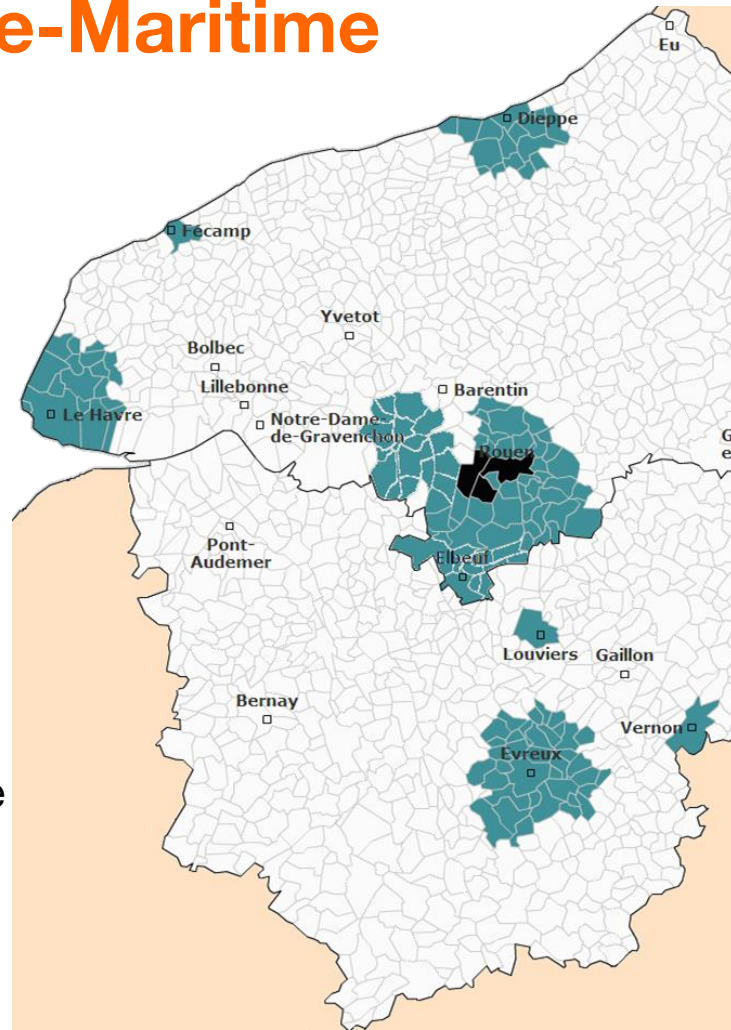 e-Maritime
Eu
Dieppe
Fécamp
Yvetot
Bolbec
Lillebonne
Barentin
Le Havre
Notre-Dame-
de-Gravenchon
G
e
Rouen
Pont-
Audemer
Elbeuf
Louviers
Gaillon
Bernay
Vernon
Evreux
e